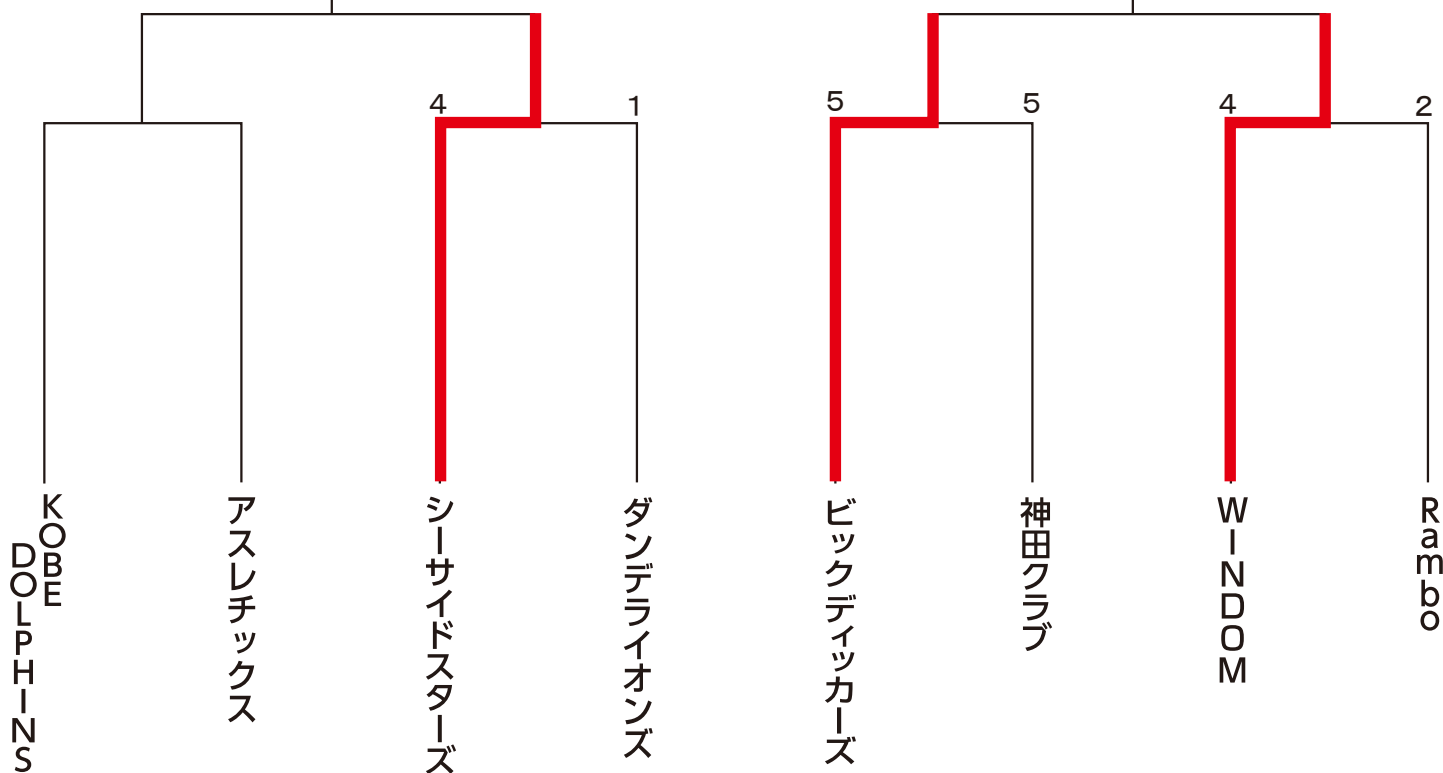 4 1 5 5 4 2
KOBE
DOLPHINS
アスレチックス
シーサイドスターズ
ダンデライオンズ
ビックディッカーズ
神田クラブ
WINDOM
Rambo